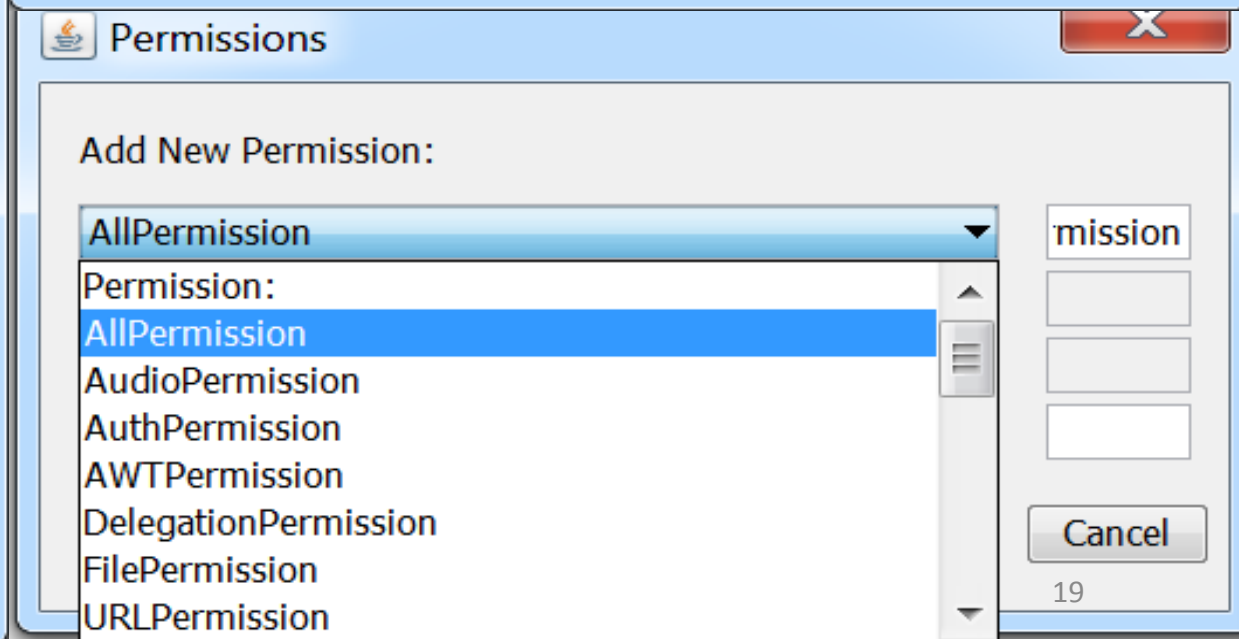 Permissions
Add New Permission:
AllPermission
mission
Permission:
AllPermission
AudioPermission
AuthPermission
AWTPermission
DelegationPermission
FilePermission
URLPermission
Cancel
19